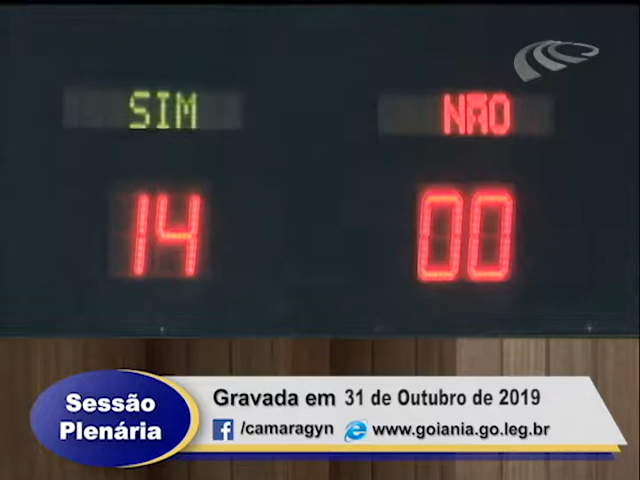 SIM NÃO
14 00
Sessão
Plenária
Gravada em 31 de Outubro de 2019
/camaragyn www.goiania.go.leg.br